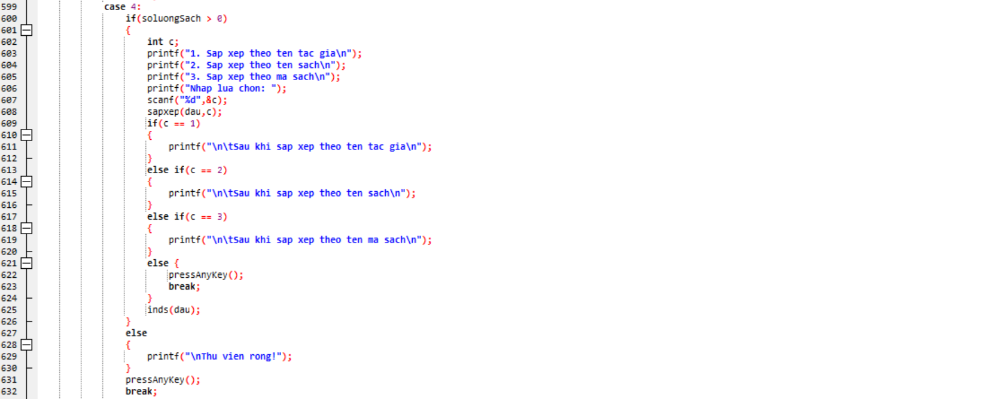 599 case 4:
600 if(soluongSach > 0)
601 {
602 int c;
603 printf("1. Sap xep theo ten tac gia\n");
604 printf("2. Sap xep theo ten sach\n");
605 printf("3. Sap xep theo ma sach\n");
606 printf("Nhap lua chon: ");
607 scanf("%d",&c);
608 sapxep(dau,c);
609 if(c == 1)
610 {
611 printf("\n\tSau khi sap xep theo ten tac gia\n");
612 }
613 else if(c == 2)
614 {
615 printf("\n\tSau khi sap xep theo ten sach\n");
616 }
617 else if(c == 3)
618 {
619 printf("\n\tSau khi sap xep theo ten ma sach\n");
620 }
621 else {
622 pressAnyKey();
623 break;
624 }
625 inds(dau);
626 }
627 else
628 {
629 printf("\nThu vien rong!");
630 }
631 pressAnyKey();
632 break;